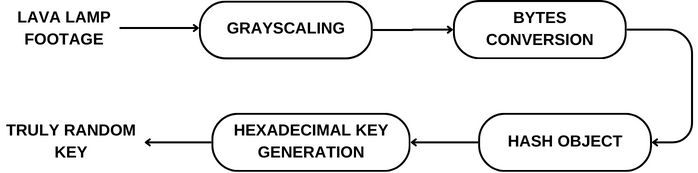 LAVA LAMP
FOOTAGE
GRAYSCALING
BYTES
CONVERSION
HASH OBJECT
HEXADECIMAL KEY
GENERATION
TRULY RANDOM
KEY